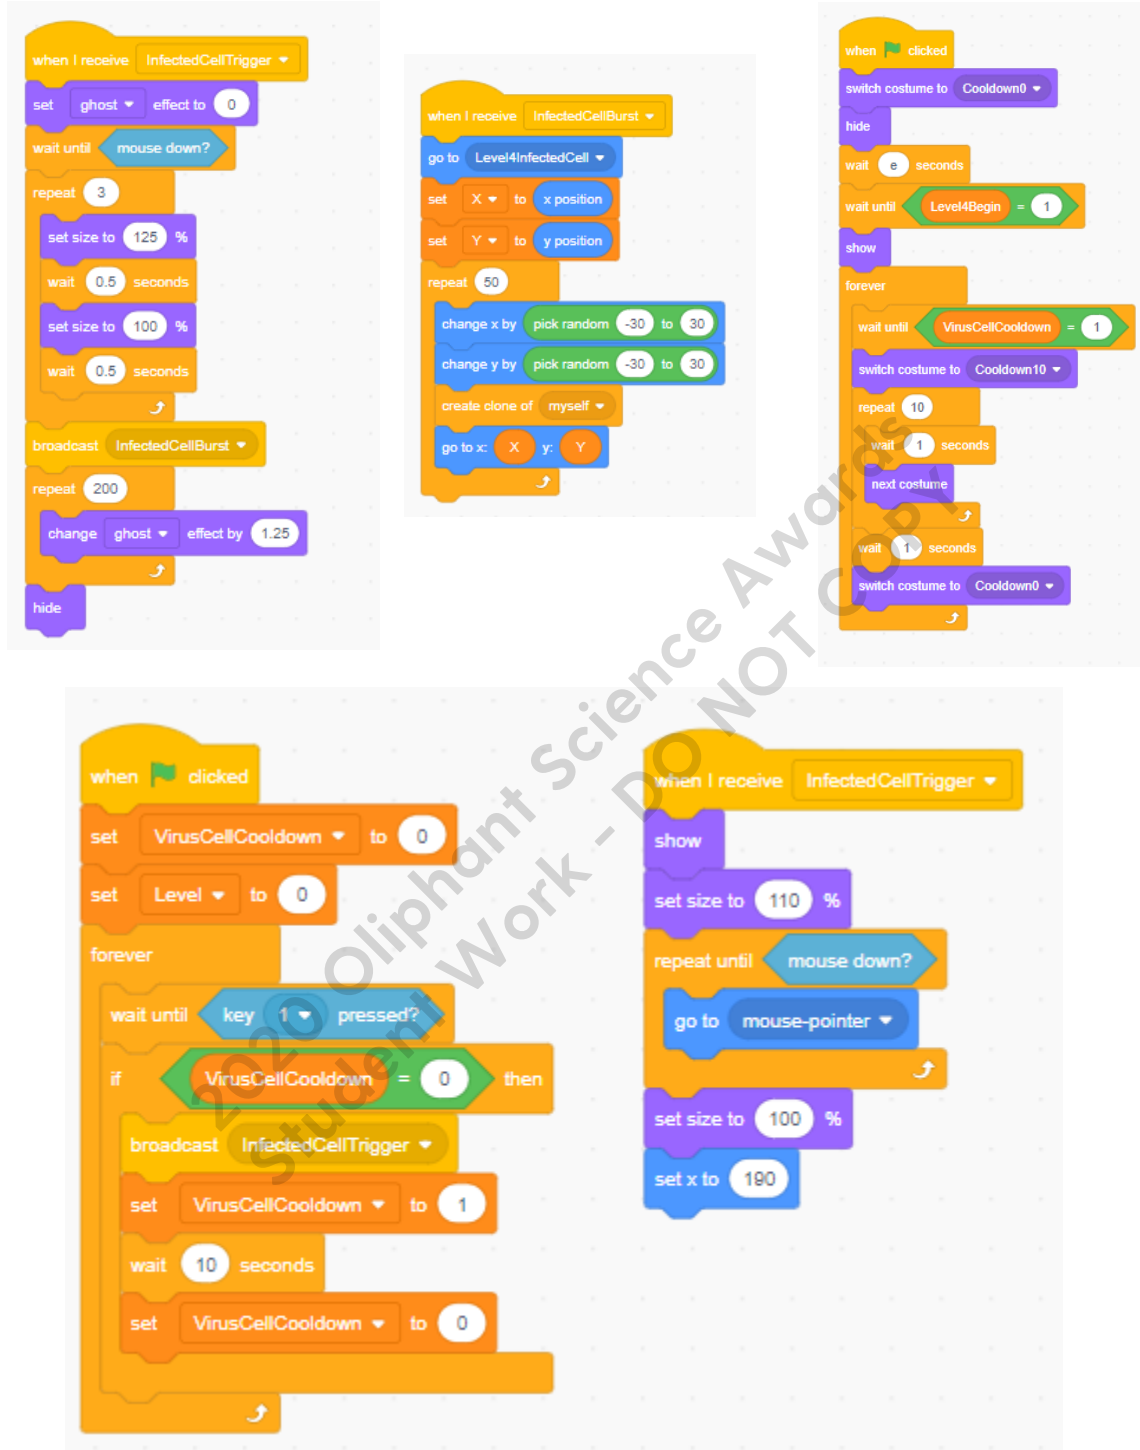 when I receive InfectedCellTrigger
set ghost effect to 0
wait until mouse down?
repeat 3
set size to 125 %
wait 0.5 seconds
set size to 100 %
wait 0.5 seconds
broadcast InfectedCellBurst
repeat 200
change ghost effect by 1.25
hide
when I receive InfectedCellBurst
go to Level4InfectedCell
set X to x position
set Y to y position
repeat 50
change x by pick random -30 to 30
change y by pick random -30 to 30
create clone of myself
go to x: X y: Y
when clicked
switch costume to Cooldown0
hide
wait e seconds
wait until Level4Begin = 1
show
forever
wait until VirusCellCooldown = 1
switch costume to Cooldown10
repeat 10
wait 1 seconds
next costume
wait 1 seconds
switch costume to Cooldown0
when clicked
set VirusCellCooldown to 0
set Level to 0
forever
wait until key 1 pressed?
if VirusCellCooldown = 0 then
broadcast InfectedCellTrigger
set VirusCellCooldown to 1
wait 10 seconds
set VirusCellCooldown to 0
when I receive InfectedCellTrigger
show
set size to 110 %
repeat until mouse down?
go to mouse-pointer
set size to 100 %
set x to 190
2020 Oliphant Science Awards
Student Work - DO NOT COPY